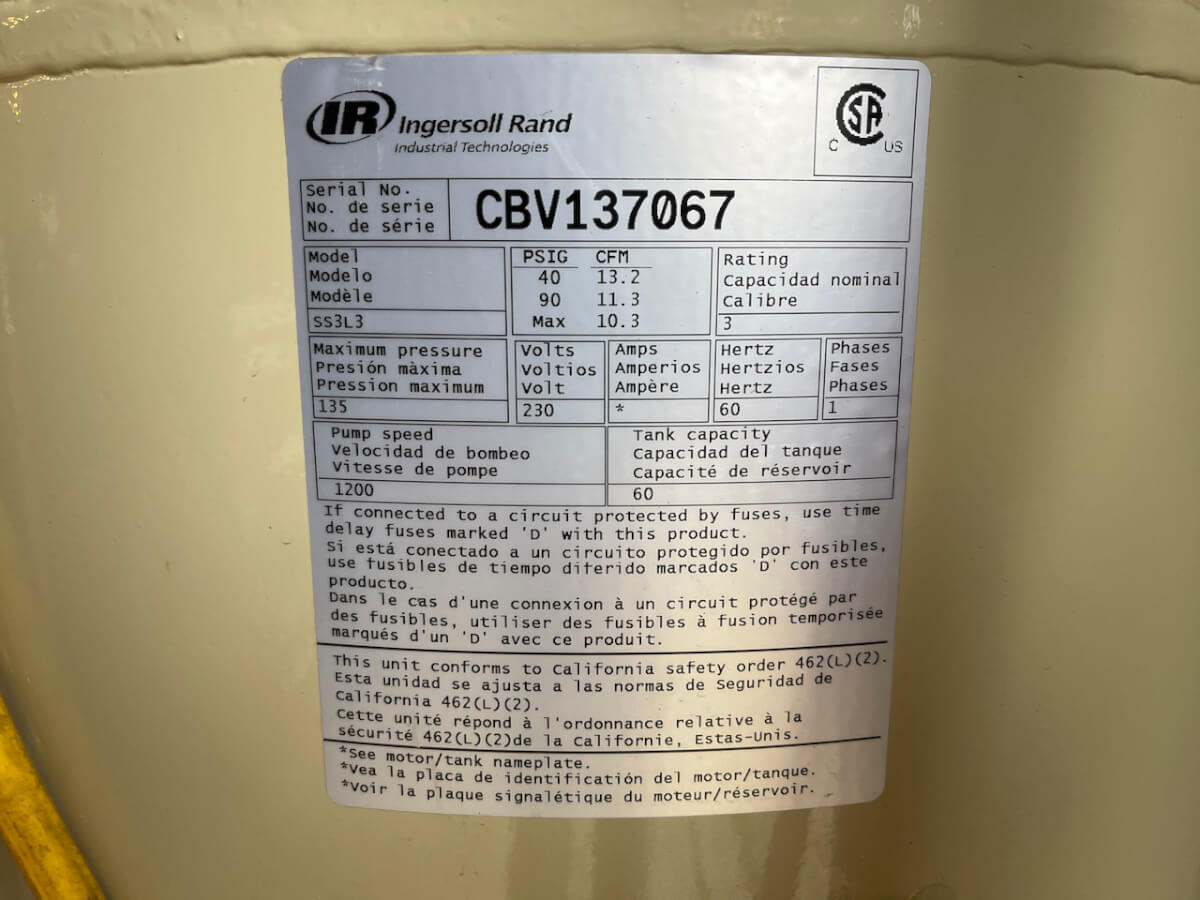 IR Ingersoll Rand
Industrial Technologies
CSA
C US
Serial No.
No. de serie
No. de série
CBV137067
Model
Modelo
Modèle
SS3L3
PSIG CFM
40 13.2
90 11.3
Max 10.3
Rating
Capacidad nominal
Calibre
3
Maximum pressure
Presión màxima
Pression maximum
135
Volts
Voltios
Volt
230
Amps
Amperios
Ampère
*
Hertz
Hertzios
Hertz
60
Phases
Fases
Phases
1
Pump speed
Velocidad de bombeo
Vitesse de pompe
1200
Tank capacity
Capacidad del tanque
Capacité de réservoir
60
If connected to a circuit protected by fuses, use time
delay fuses marked 'D' with this product.
Si está conectado a un circuito protegido por fusibles,
use fusibles de tiempo diferido marcados 'D' con este
producto.
Dans le cas d'une connexion à un circuit protégé par
des fusibles, utiliser des fusibles à fusion temporisée
marqués d'un 'D' avec ce produit.
This unit conforms to California safety order 462(L)(2).
Esta unidad se ajusta a las normas de Seguridad de
California 462(L)(2).
Cette unité répond à l'ordonnance relative à la
sécurité 462(L)(2)de la Californie, Estas-Unis.
*See motor/tank nameplate.
*Vea la placa de identificación del motor/tanque.
*Voir la plaque signalétique du moteur/réservoir.